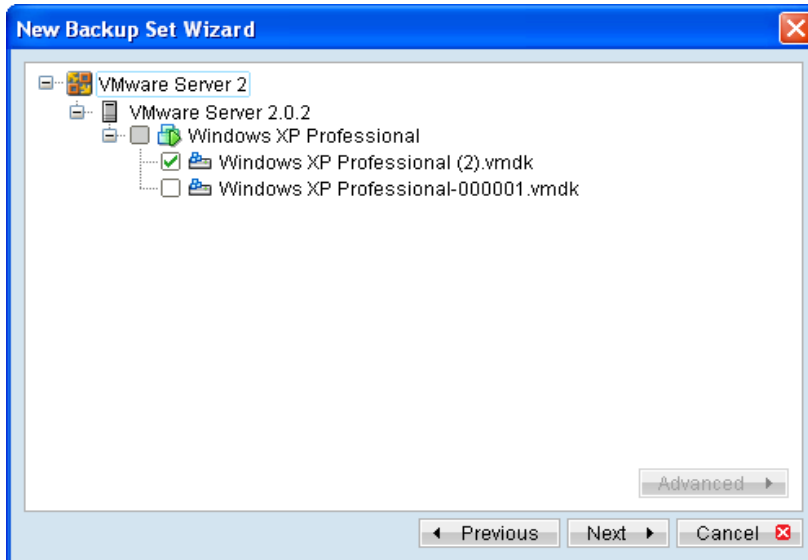 New Backup Set Wizard
VMware Server 2
VMware Server 2.0.2
Windows XP Professional
Windows XP Professional (2).vmdk
Windows XP Professional-000001.vmdk
Advanced
Previous Next Cancel